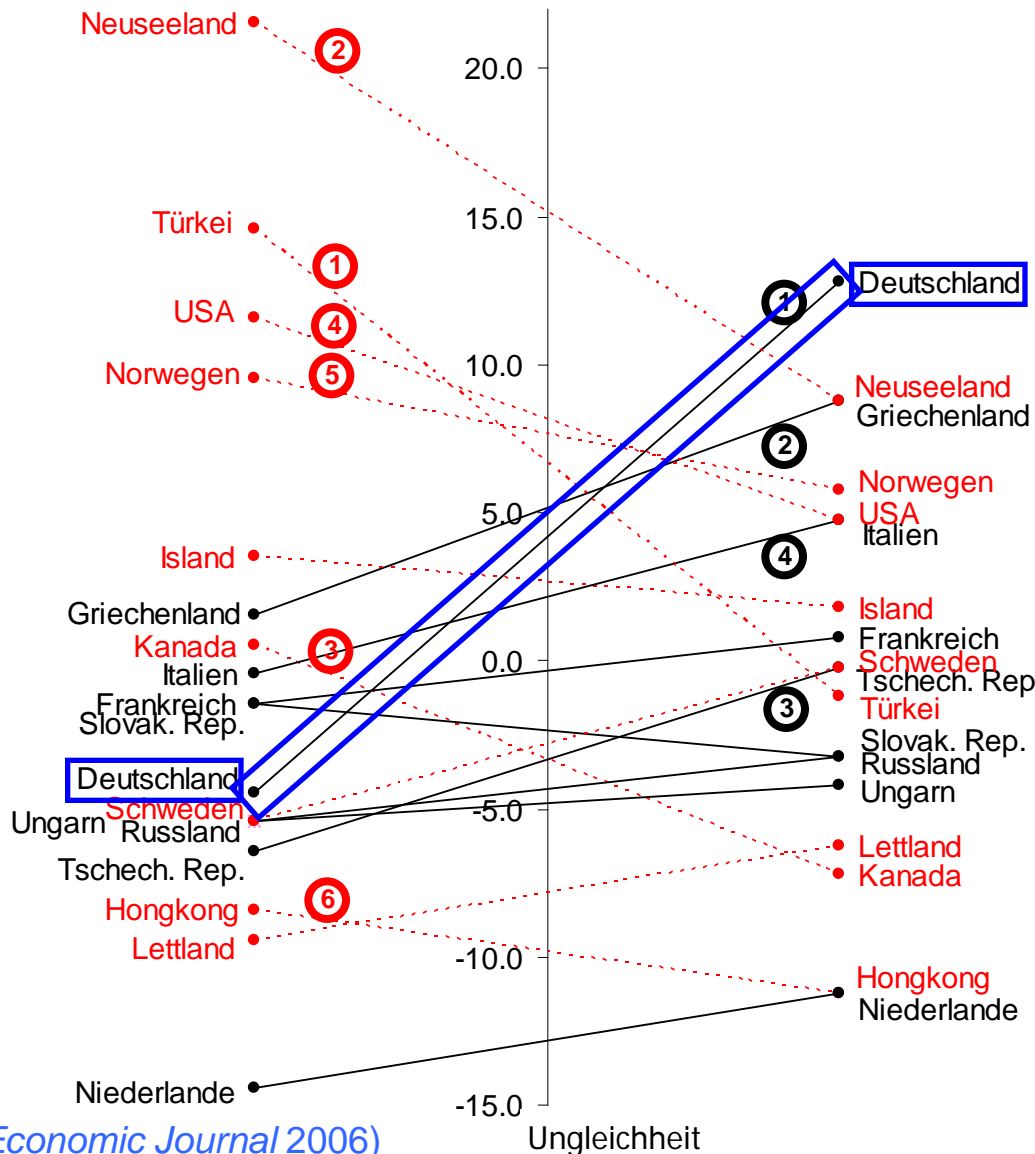 Neuseeland
2
20.0
15.0
Türkei
1
USA
4
Norwegen
5
10.0
1
Deutschland
Neuseeland
Griechenland
2
Norwegen
USA
Italien
5.0
4
Island
Griechenland
Kanada
3
Italien
Frankreich
Slovak. Rep.
0.0
Island
Frankreich
Schweden
Tschech. Rep
Türkei
3
Slovak. Rep.
Russland
Ungarn
Deutschland
Schweden
Ungarn
Russland
Tschech. Rep.
-5.0
Lettland
Kanada
Hongkong
6
Lettland
-10.0
Hongkong
Niederlande
Niederlande
-15.0
Economic Journal 2006)
Ungleichheit